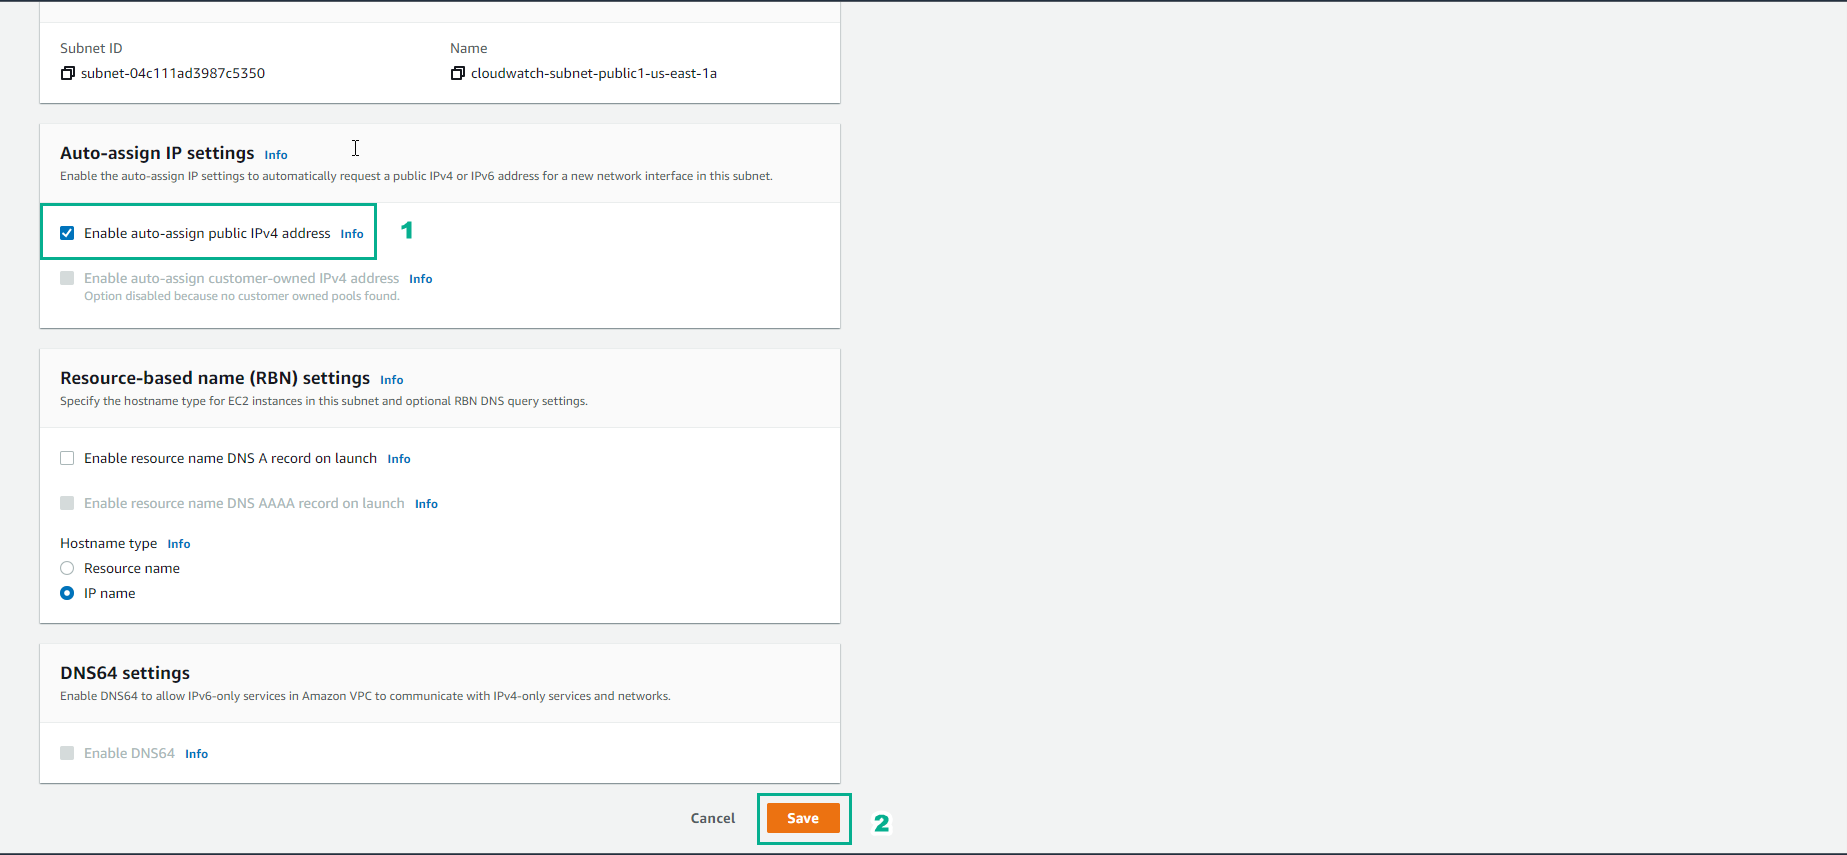 Subnet ID
subnet-04c111ad3987c5350
Name
cloudwatch-subnet-public1-us-east-1a
Auto-assign IP settings Info
Enable the auto-assign IP settings to automatically request a public IPv4 or IPv6 address for a new network interface in this subnet.
Enable auto-assign public IPv4 address Info
1
Enable auto-assign customer-owned IPv4 address Info
Option disabled because no customer owned pools found.
Resource-based name (RBN) settings Info
Specify the hostname type for EC2 instances in this subnet and optional RBN DNS query settings.
Enable resource name DNS A record on launch Info
Enable resource name DNS AAAA record on launch Info
Hostname type Info
Resource name
IP name
DNS64 settings
Enable DNS64 to allow IPv6-only services in Amazon VPC to communicate with IPv4-only services and networks.
Enable DNS64 Info
Cancel
Save
2